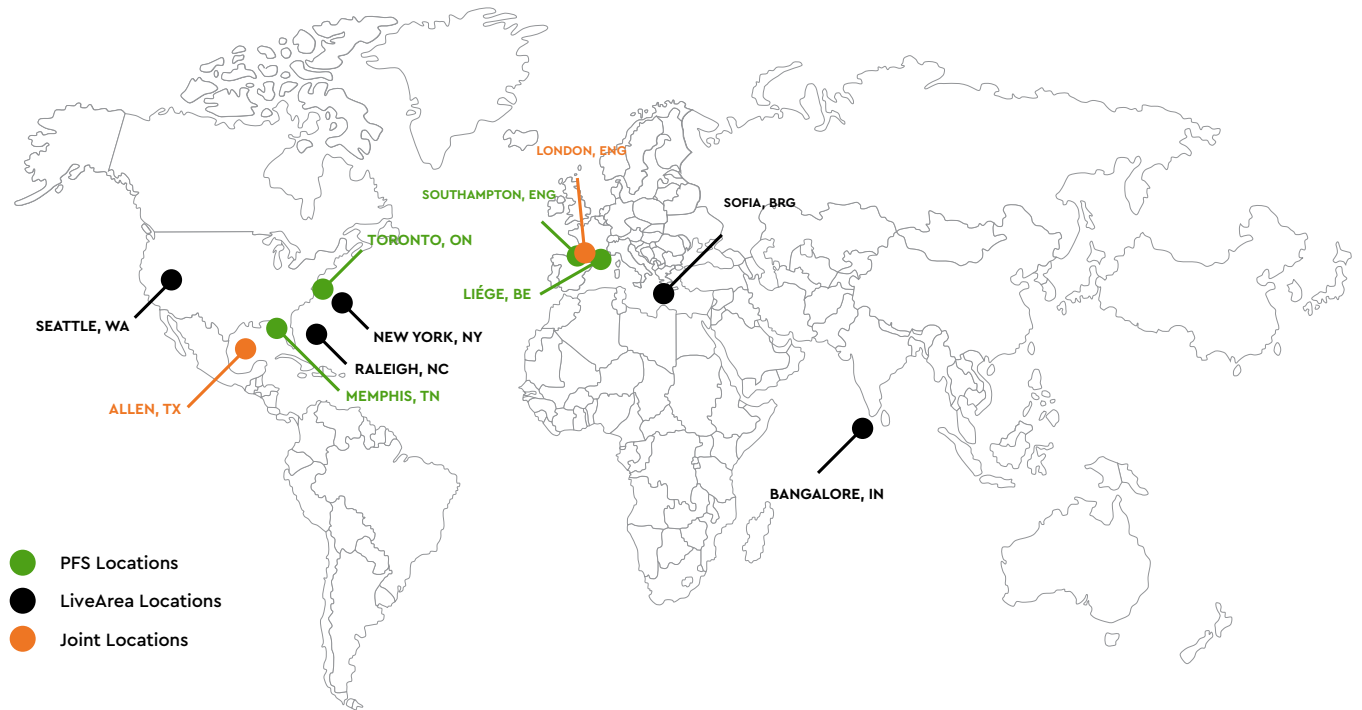 LONDON, ENG
SOUTHAMPTON, ENG
SOFIA, BRG
TORONTO, ON
LIÉGE, BE
SEATTLE, WA
NEW YORK, NY
RALEIGH, NC
MEMPHIS, TN
ALLEN, TX
BANGALORE, IN
PFS Locations
LiveArea Locations
Joint Locations